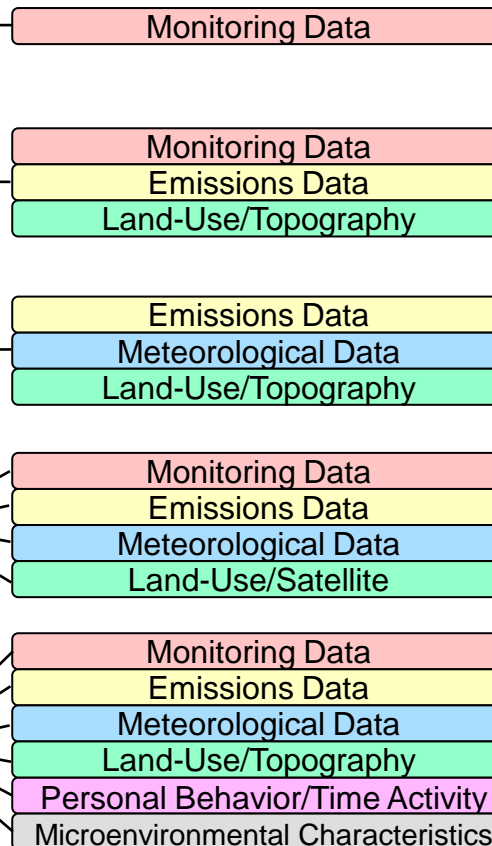 Monitoring Data
Monitoring Data
Emissions Data
Land-Use/Topography
Emissions Data
Meteorological Data
Land-Use/Topography
Monitoring Data
Emissions Data
Meteorological Data
Land-Use/Satellite
Monitoring Data
Emissions Data
Meteorological Data
Land-Use/Topography
Personal Behavior/Time Activity
Microenvironmental Characteristics